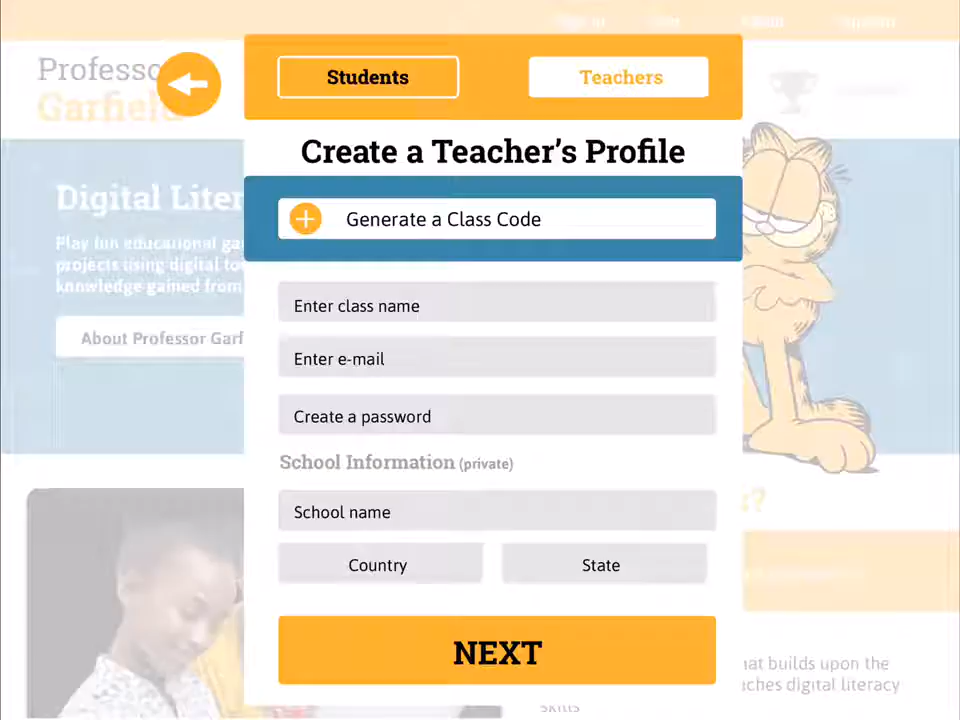 Students
Teachers
Create a Teacher's Profile
Generate a Class Code
Enter class name
Enter e-mail
Create a password
School Information (private)
School name
Country
State
NEXT
Professo
Garfield
Digital Liter
Play fun educational ga
projects using digital to
knowledge gained from
About Professor Garf
?
hat builds upon the
aches digital literacy
skills